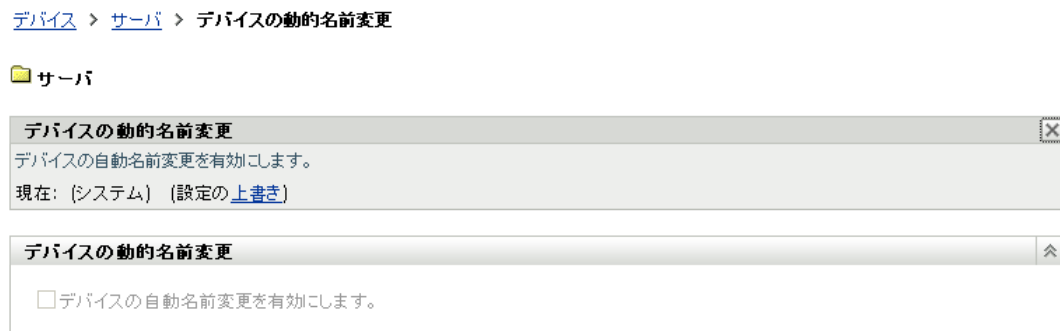 デバイス > サーバ > デバイスの動的名前変更
サーバ
デバイスの動的名前変更
デバイスの自動名前変更を有効にします。
現在: (システム) (設定の上書き)
デバイスの動的名前変更
デバイスの自動名前変更を有効にします。